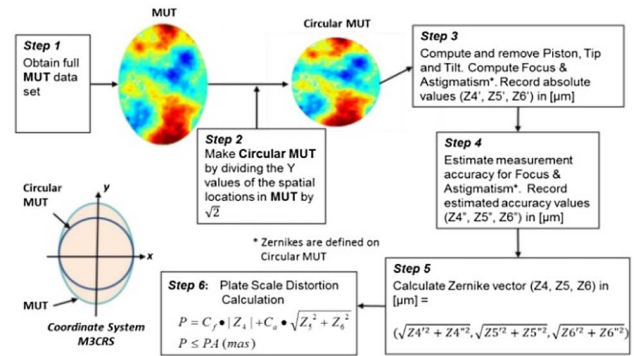 MUT
Circular MUT
Step 1
Obtain full
MUT data
set
Step 2
Make Circular MUT
by dividing the Y
values of the spatial
locations in MUT by
√2
Step 3
Compute and remove Piston, Tip
and Tilt. Compute Focus &
Astigmatism*. Record absolute
values (Z4’, Z5’, Z6’) in [µm]
Step 4
Estimate measurement
accuracy for Focus &
Astigmatism*. Record
estimated accuracy values
(Z4”, Z5”, Z6”) in [µm]
* Zernikes are defined on
Circular MUT
Step 5
Calculate Zernike vector (Z4, Z5, Z6) in
[µm] =
(√Z4′² + Z4″², √Z5′² + Z5″², √Z6′² + Z6″²)
Step 6: Plate Scale Distortion
Calculation
P = C_f • |Z_4| + C_a • √Z_5² + Z_6²
P ≤ PA (mas)
Circular
MUT
y
x
MUT
Coordinate System
M3CRS